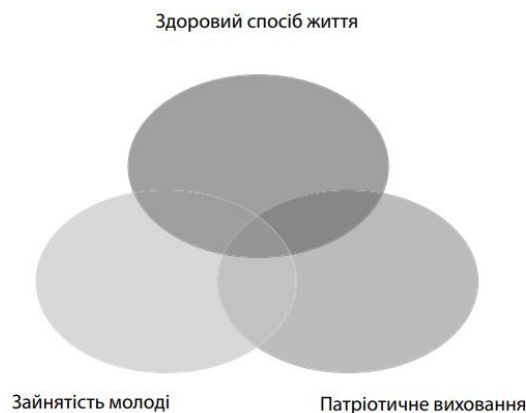 Здоровий спосіб життя
Зайнятість молоді
Патріотичне виховання